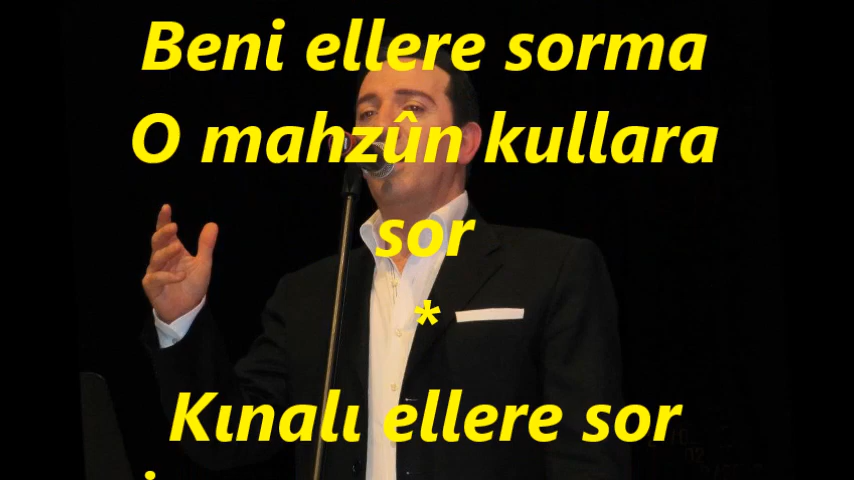 Beni ellere sorma
O mahzûn kullara
sor
*
Kınalı ellere sor